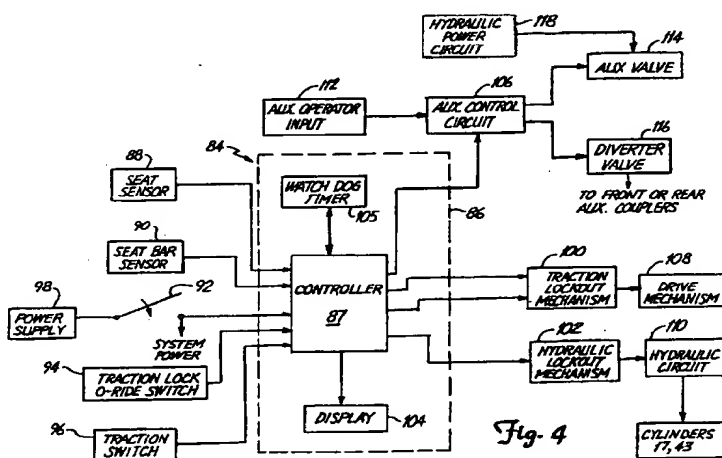 HYDRAULIC
POWER
CIRCUIT
118
114
AUX VALVE
112
AUX. OPERATOR
INPUT
106
AUX. CONTROL
CIRCUIT
116
DIVERTER
VALVE
TO FRONT OR REAR
AUX. COUPLERS
84
88
SEAT
SENSOR
WATCH DOG
TIMER
105
86
90
SEAT BAR
SENSOR
100
TRACTION
LOCKOUT
MECHANISM
108
DRIVE
MECHANISM
CONTROLLER
87
98
POWER
SUPPLY
92
SYSTEM
POWER
102
HYDRAULIC
LOCKOUT
MECHANISM
110
HYDRAULIC
CIRCUIT
94
TRACTION LOCK
O-RIDE SWITCH
96
TRACTION
SWITCH
DISPLAY
104
Fig-4
CYLINDERS
17, 43